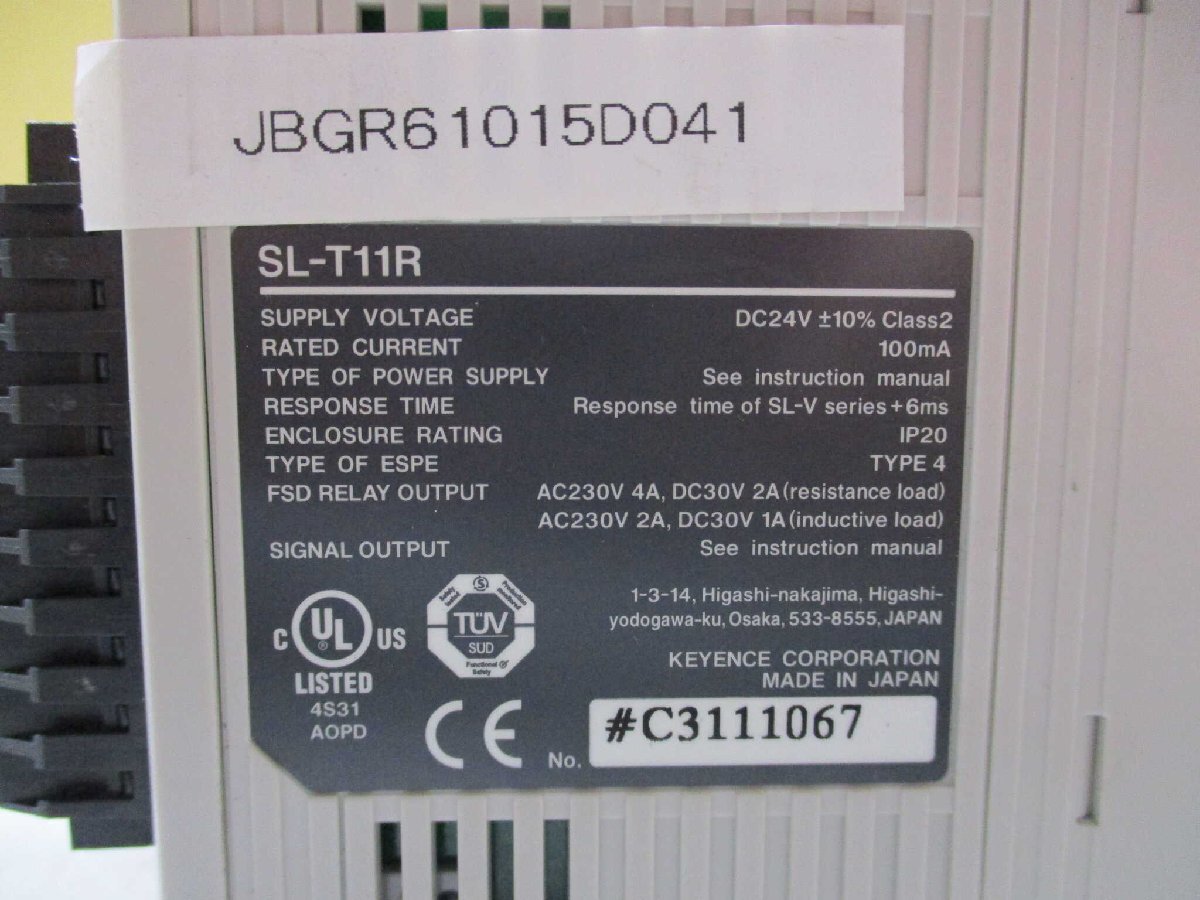 JBGR61015D041
SL-T11R
SUPPLY VOLTAGE DC24V ±10% Class2
RATED CURRENT 100mA
TYPE OF POWER SUPPLY See instruction manual
RESPONSE TIME Response time of SL-V series+6ms
ENCLOSURE RATING IP20
TYPE OF ESPE TYPE 4
FSD RELAY OUTPUT AC230V 4A, DC30V 2A(resistance load)
AC230V 2A, DC30V 1A(inductive load)
SIGNAL OUTPUT See instruction manual
1-3-14, Higashi-nakajima, Higashi-
yodogawa-ku, Osaka, 533-8555, JAPAN
C UL ® US
LISTED
4S31
AOPD
TÜV
SUD
Functional
Safety
KEYENCE CORPORATION
MADE IN JAPAN
CE
No. #C3111067